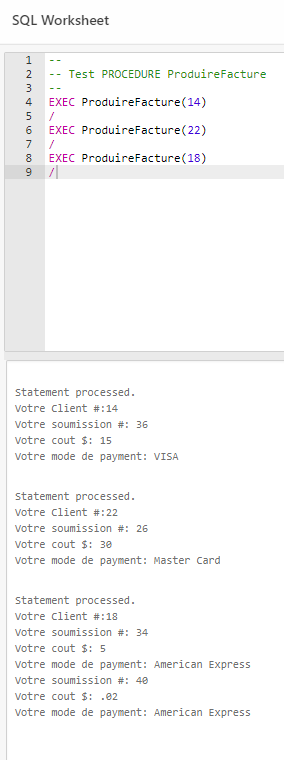 SQL Worksheet
1 --
2 -- Test PROCEDURE ProduireFacture
3 --
4 EXEC ProduireFacture(14)
5 /
6 EXEC ProduireFacture(22)
7 /
8 EXEC ProduireFacture(18)
9 /
Statement processed.
Votre Client #:14
Votre soumission #: 36
Votre cout $: 15
Votre mode de payment: VISA
Statement processed.
Votre Client #:22
Votre soumission #: 26
Votre cout $: 30
Votre mode de payment: Master Card
Statement processed.
Votre Client #:18
Votre soumission #: 34
Votre cout $: 5
Votre mode de payment: American Express
Votre soumission #: 40
Votre cout $: .02
Votre mode de payment: American Express